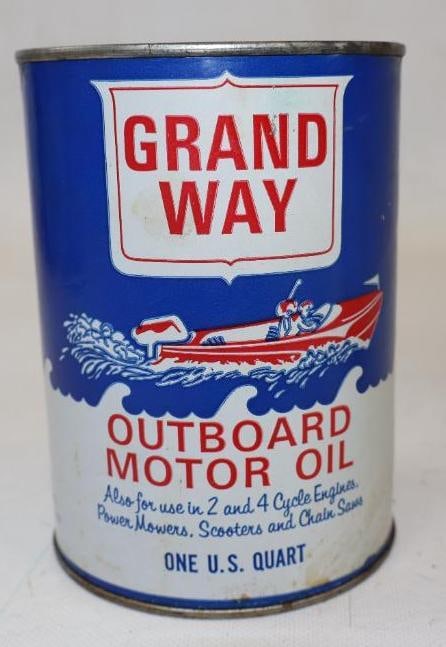 GRAND
WAY
OUTBOARD
MOTOR OIL
Also for use in 2 and 4 Cycle Engines,
Power Mowers, Scooters and Chain Saws
ONE U.S. QUART